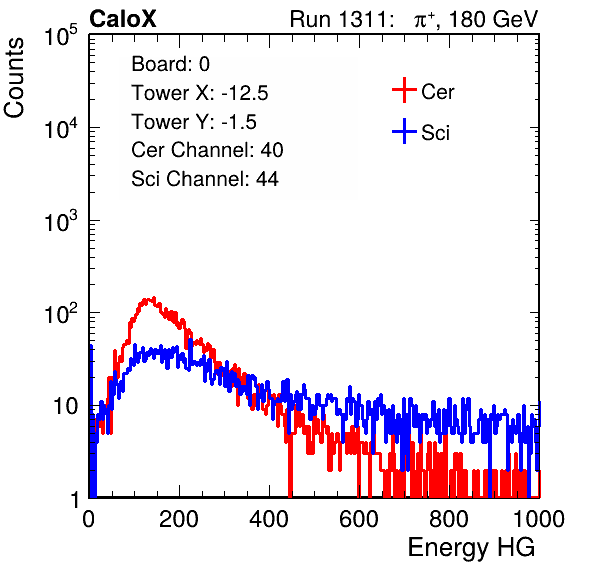 CaloX Run 1311: π⁺, 180 GeV
Counts
Board: 0
Tower X: -12.5
Tower Y: -1.5
Cer Channel: 40
Sci Channel: 44
Cer
Sci
10⁵
10⁴
10³
10²
10
1
0 200 400 600 800 1000
Energy HG